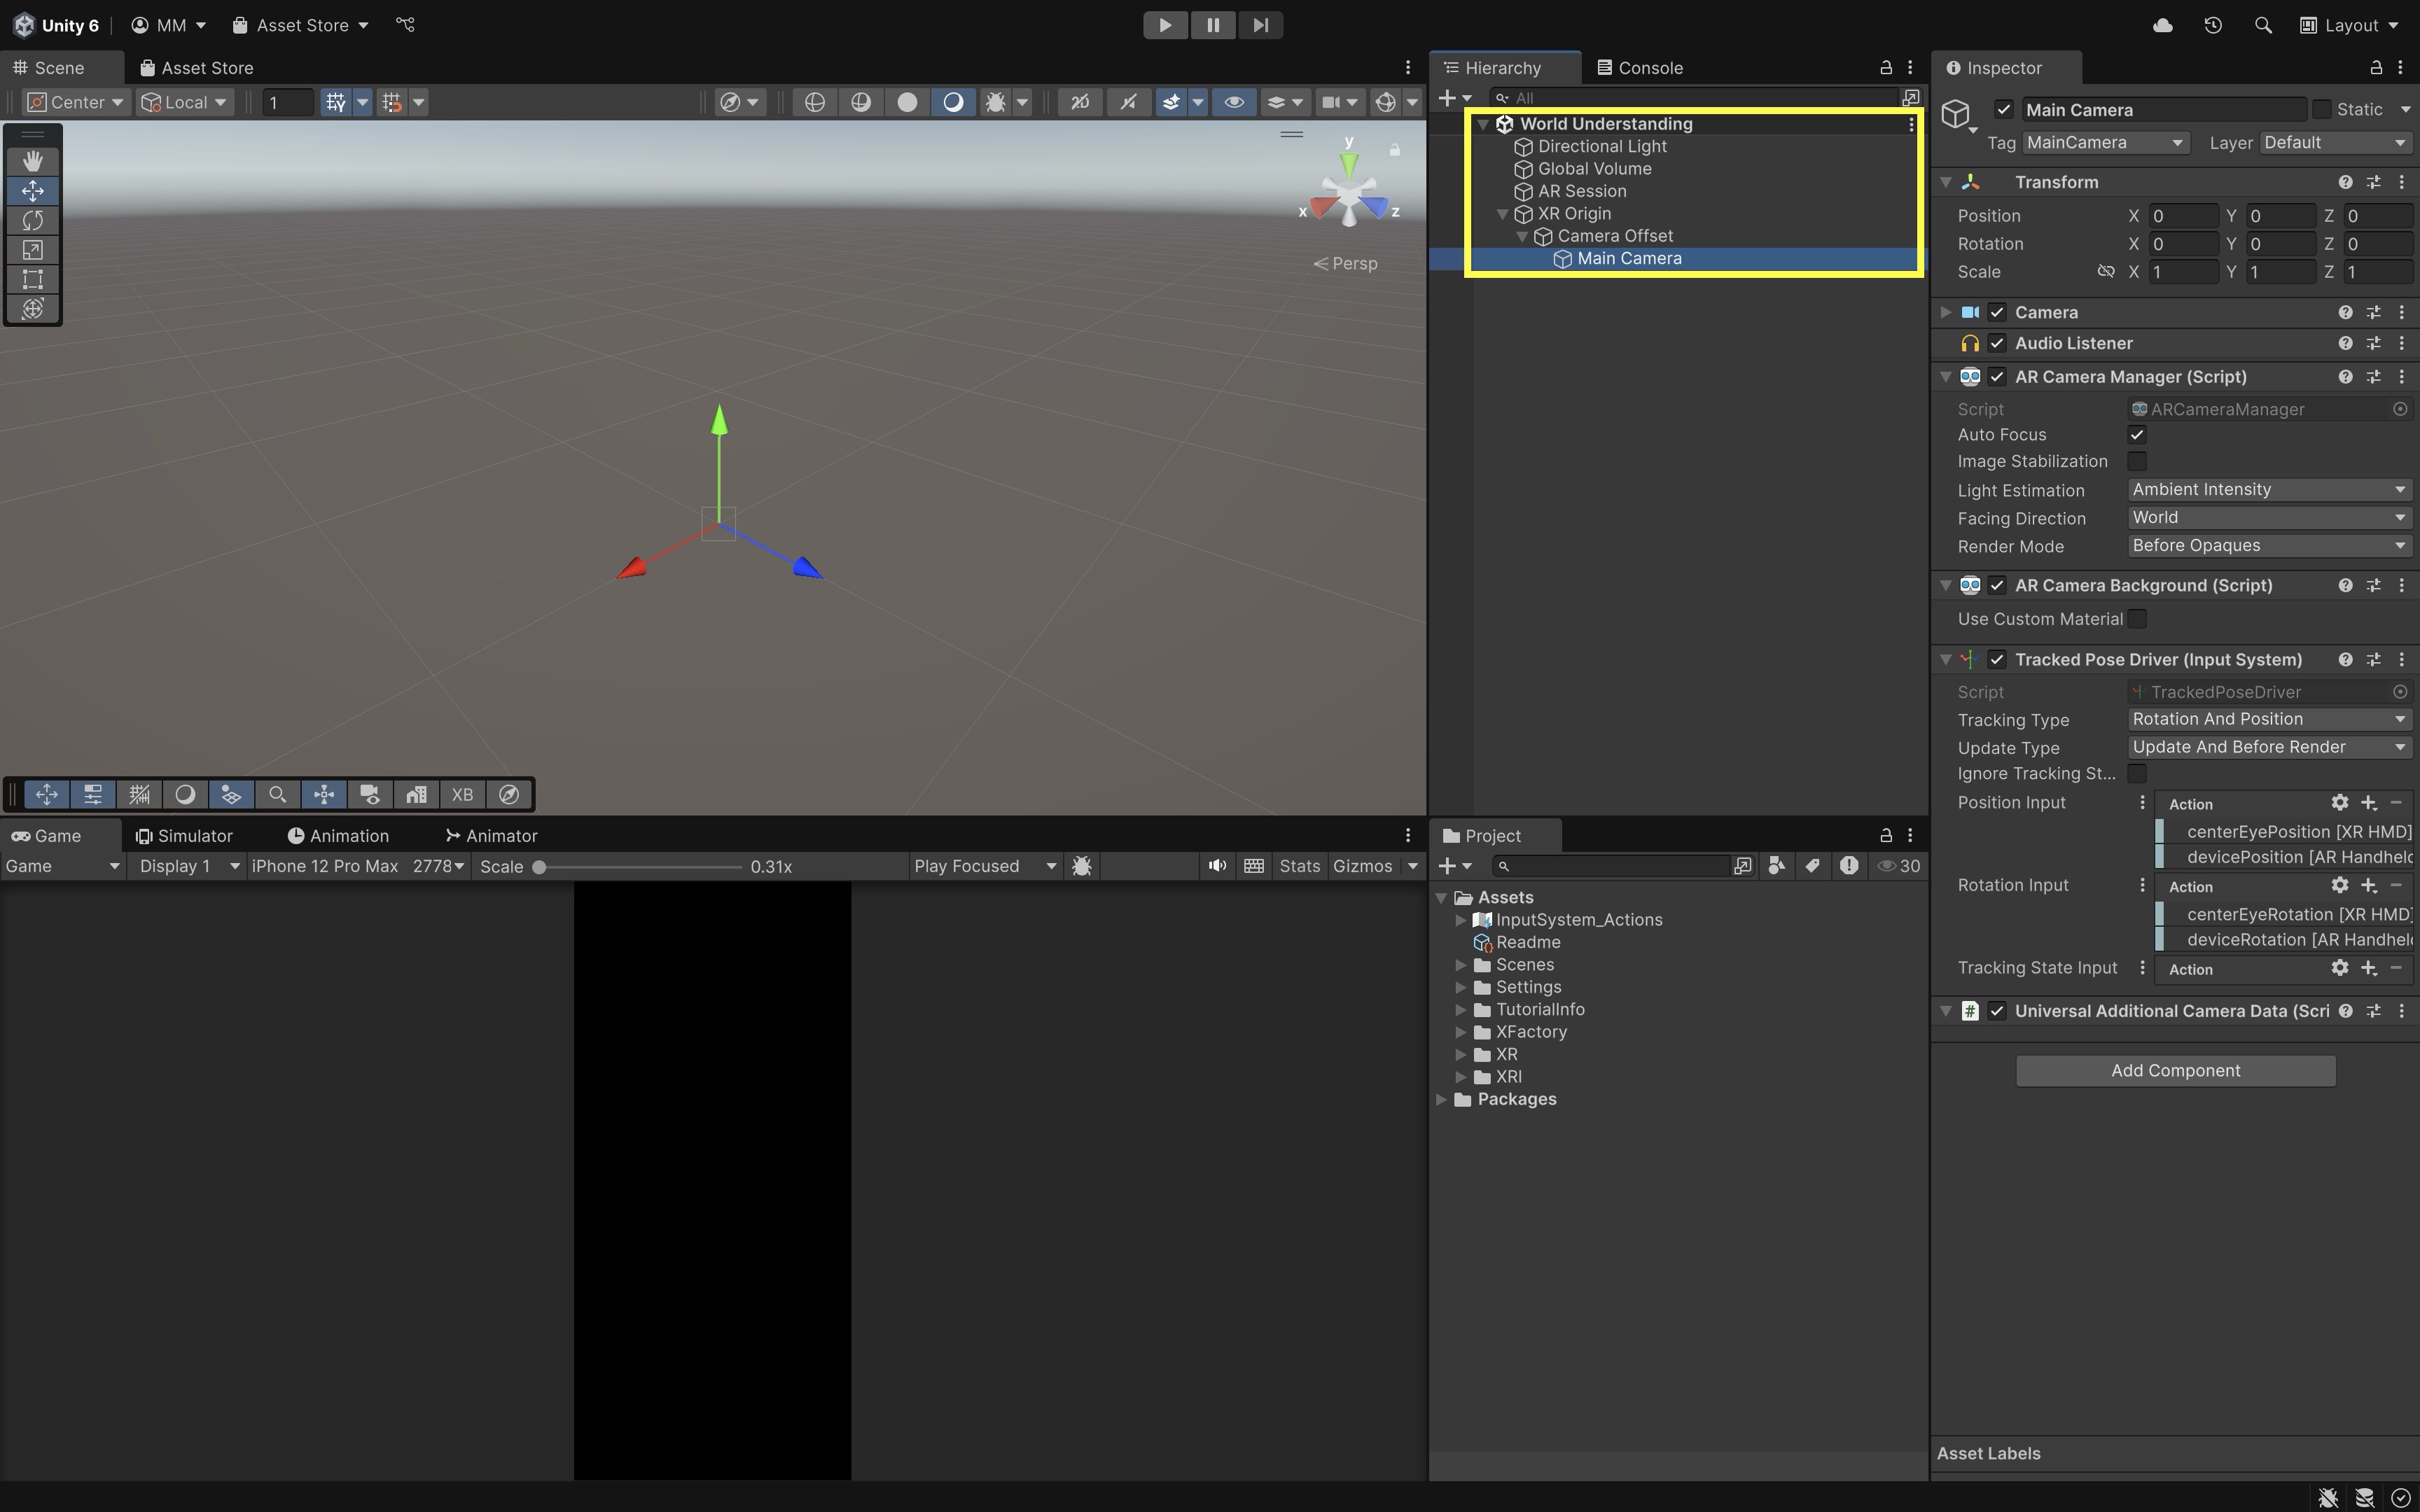 Unity 6 MM Asset Store Layout
Scene Asset Store
Center Local 1 2D
y
x z
Persp
XB
Hierarchy Console
All
World Understanding
Directional Light
Global Volume
AR Session
XR Origin
Camera Offset
Main Camera
Game Simulator Animation Animator
Game Display 1 iPhone 12 Pro Max 2778 Scale 0.31x Play Focused Stats Gizmos
Project
30
Assets
InputSystem_Actions
Readme
Scenes
Settings
TutorialInfo
XFactory
XR
XRI
Packages
Inspector
Main Camera Static
Tag MainCamera Layer Default
Transform
Position X 0 Y 0 Z 0
Rotation X 0 Y 0 Z 0
Scale X 1 Y 1 Z 1
Camera
Audio Listener
AR Camera Manager (Script)
Script ARCameraManager
Auto Focus
Image Stabilization
Light Estimation Ambient Intensity
Facing Direction World
Render Mode Before Opaques
AR Camera Background (Script)
Use Custom Material
Tracked Pose Driver (Input System)
Script TrackedPoseDriver
Tracking Type Rotation And Position
Update Type Update And Before Render
Ignore Tracking St...
Position Input Action
centerEyePosition [XR HMD]
devicePosition [AR Handhel
Rotation Input Action
centerEyeRotation [XR HMD]
deviceRotation [AR Handhel
Tracking State Input Action
# Universal Additional Camera Data (Scri
Add Component
Asset Labels